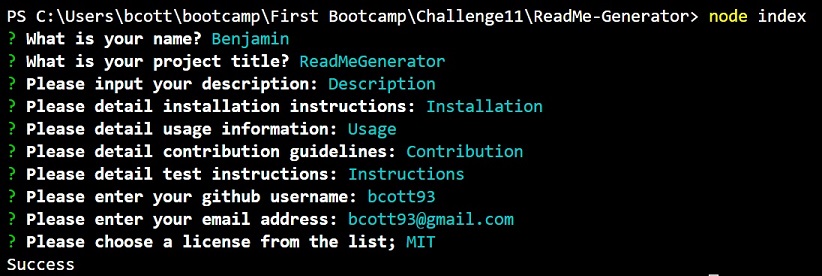 PS C:\Users\bcott\bootcamp\First Bootcamp\Challenge11\ReadMe-Generator> node index
? What is your name? Benjamin
? What is your project title? ReadMeGenerator
? Please input your description: Description
? Please detail installation instructions: Installation
? Please detail usage information: Usage
? Please detail contribution guidelines: Contribution
? Please detail test instructions: Instructions
? Please enter your github username: bcott93
? Please enter your email address: bcott93@gmail.com
? Please choose a license from the list; MIT
Success